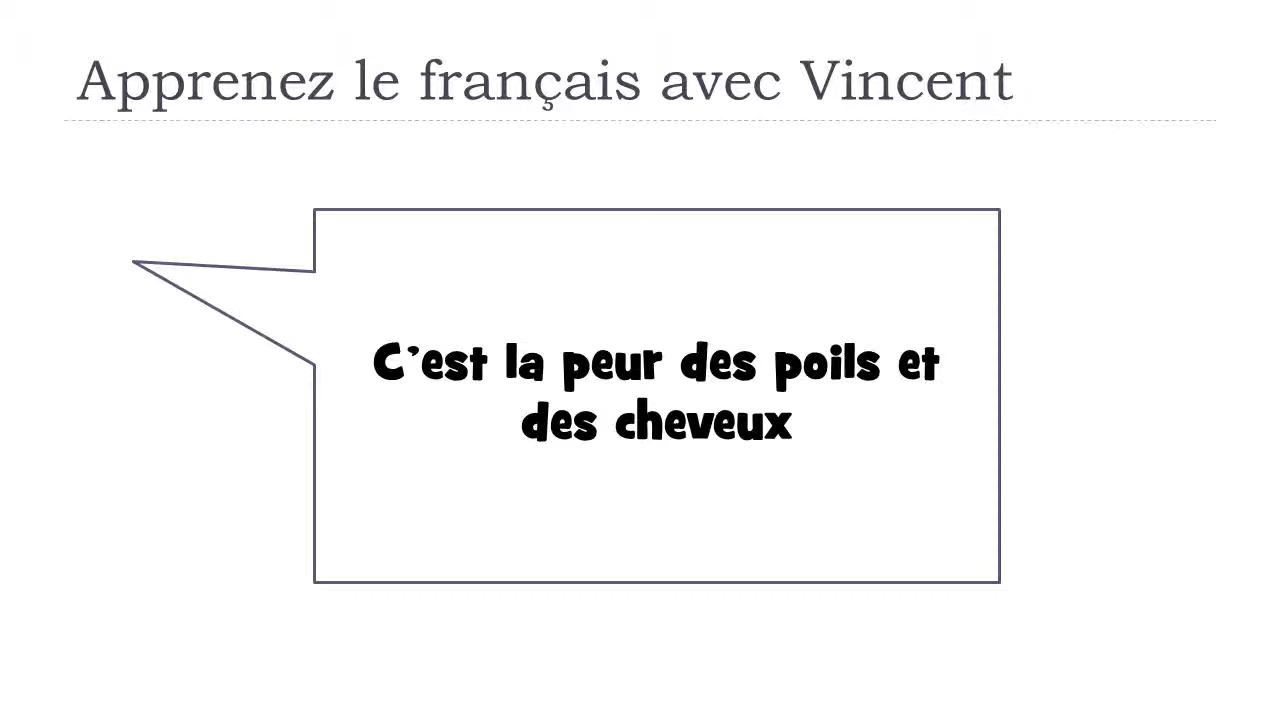 Apprenez le français avec Vincent
C'est la peur des poils et
des cheveux